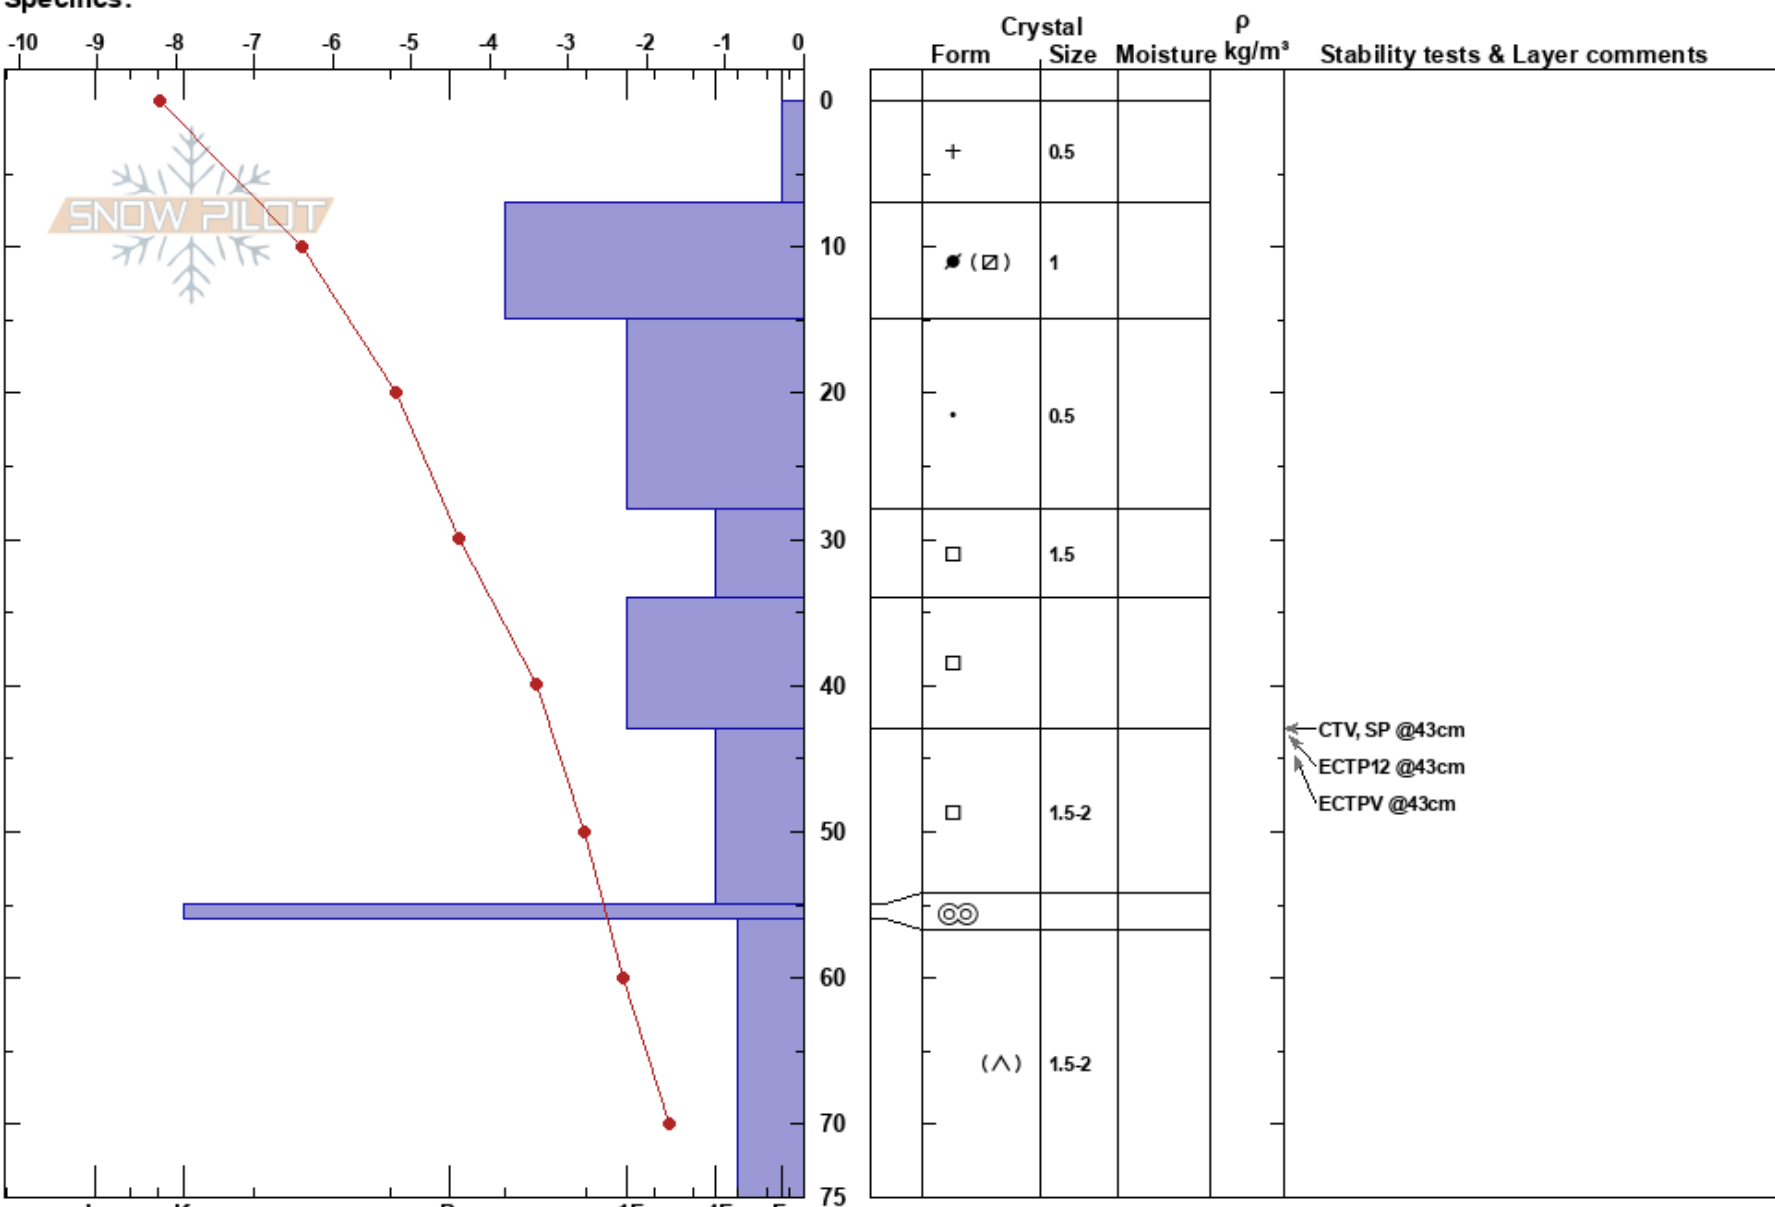 Specifics:
-10 -9 -8 -7 -6 -5 -4 -3 -2 -1 0
Crystal ρ
Form Size Moisture kg/m³ Stability tests & Layer comments
0
+ 0.5
SNOW PILOT
10
( ) 1
20
0.5
30
1.5
40
CTV, SP @43cm
ECTP12 @43cm
ECTPV @43cm
1.5-2
50
60
(∧) 1.5-2
70
75
I K P 1F 4F F